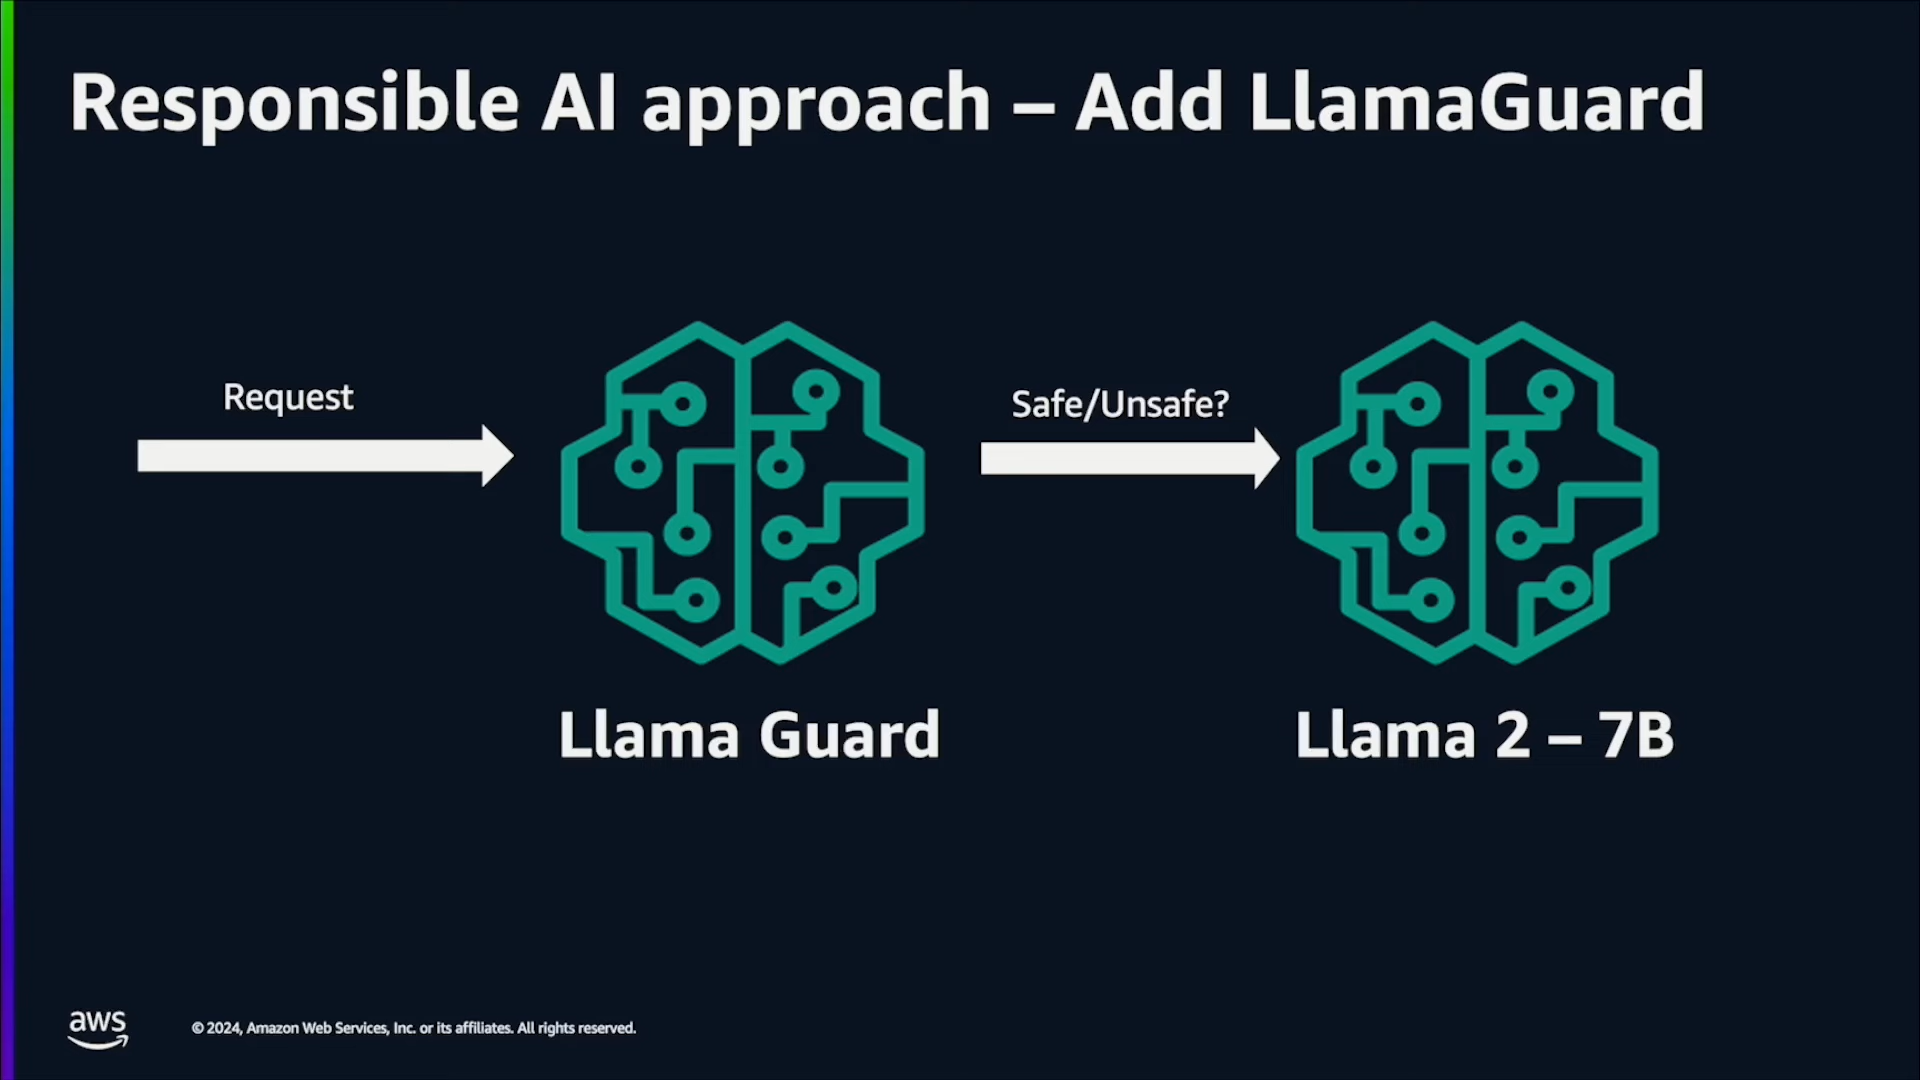 Responsible AI approach – Add LlamaGuard
Request
Safe/Unsafe?
Llama Guard
Llama 2 – 7B
aws
© 2024, Amazon Web Services, Inc. or its affiliates. All rights reserved.